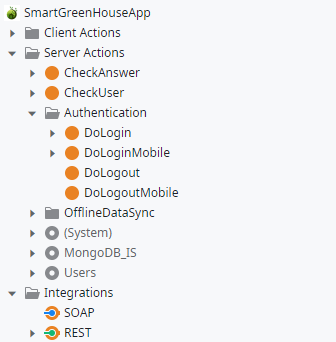 SmartGreenHouseApp
Client Actions
Server Actions
CheckAnswer
CheckUser
Authentication
DoLogin
DoLoginMobile
DoLogout
DoLogoutMobile
OfflineDataSync
(System)
MongoDB_IS
Users
Integrations
SOAP
REST